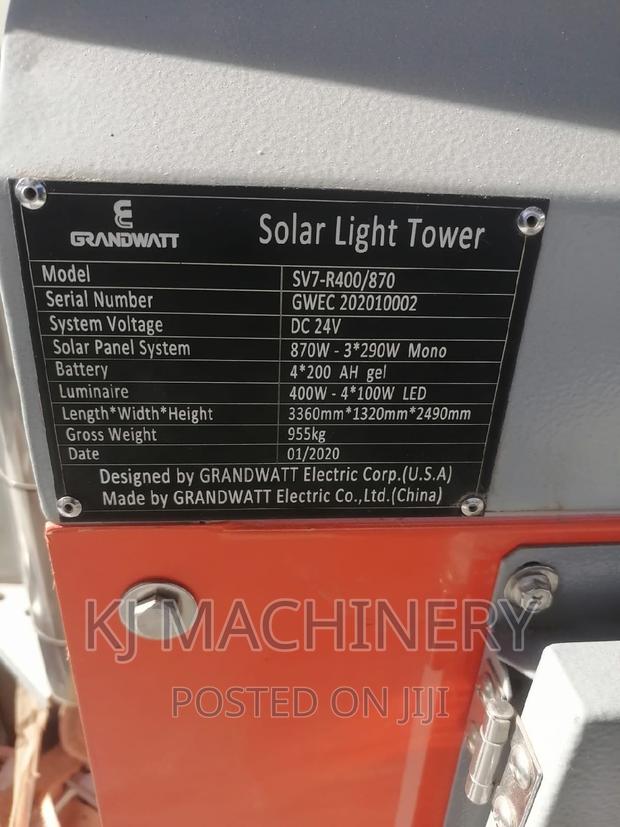 GRANDWATT
Solar Light Tower
Model SV7-R400/870
Serial Number GWEC 202010002
System Voltage DC 24V
Solar Panel System 870W - 3*290W Mono
Battery 4*200 AH gel
Luminaire 400W - 4*100W LED
Length*Width*Height 3360mm*1320mm*2490mm
Gross Weight 955kg
Date 01/2020
Designed by GRANDWATT Electric Corp.(U.S.A)
Made by GRANDWATT Electric Co.,Ltd.(China)
KJ MACHINERY
POSTED ON JIJI